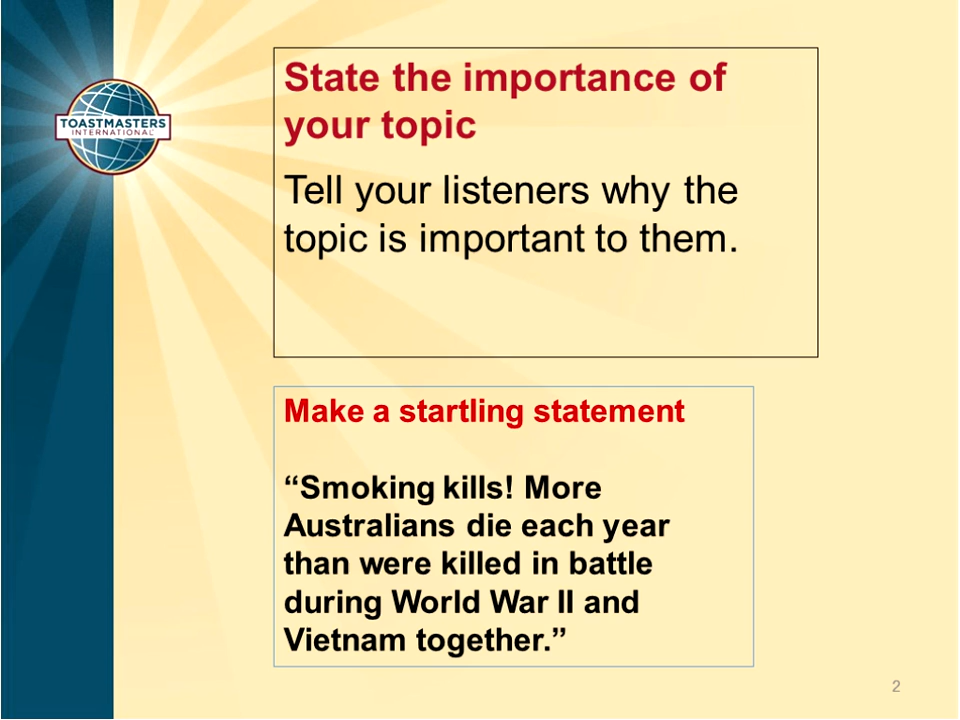 TOASTMASTERS
INTERNATIONAL
State the importance of
your topic
Tell your listeners why the
topic is important to them.
Make a startling statement
“Smoking kills! More
Australians die each year
than were killed in battle
during World War II and
Vietnam together.”
2